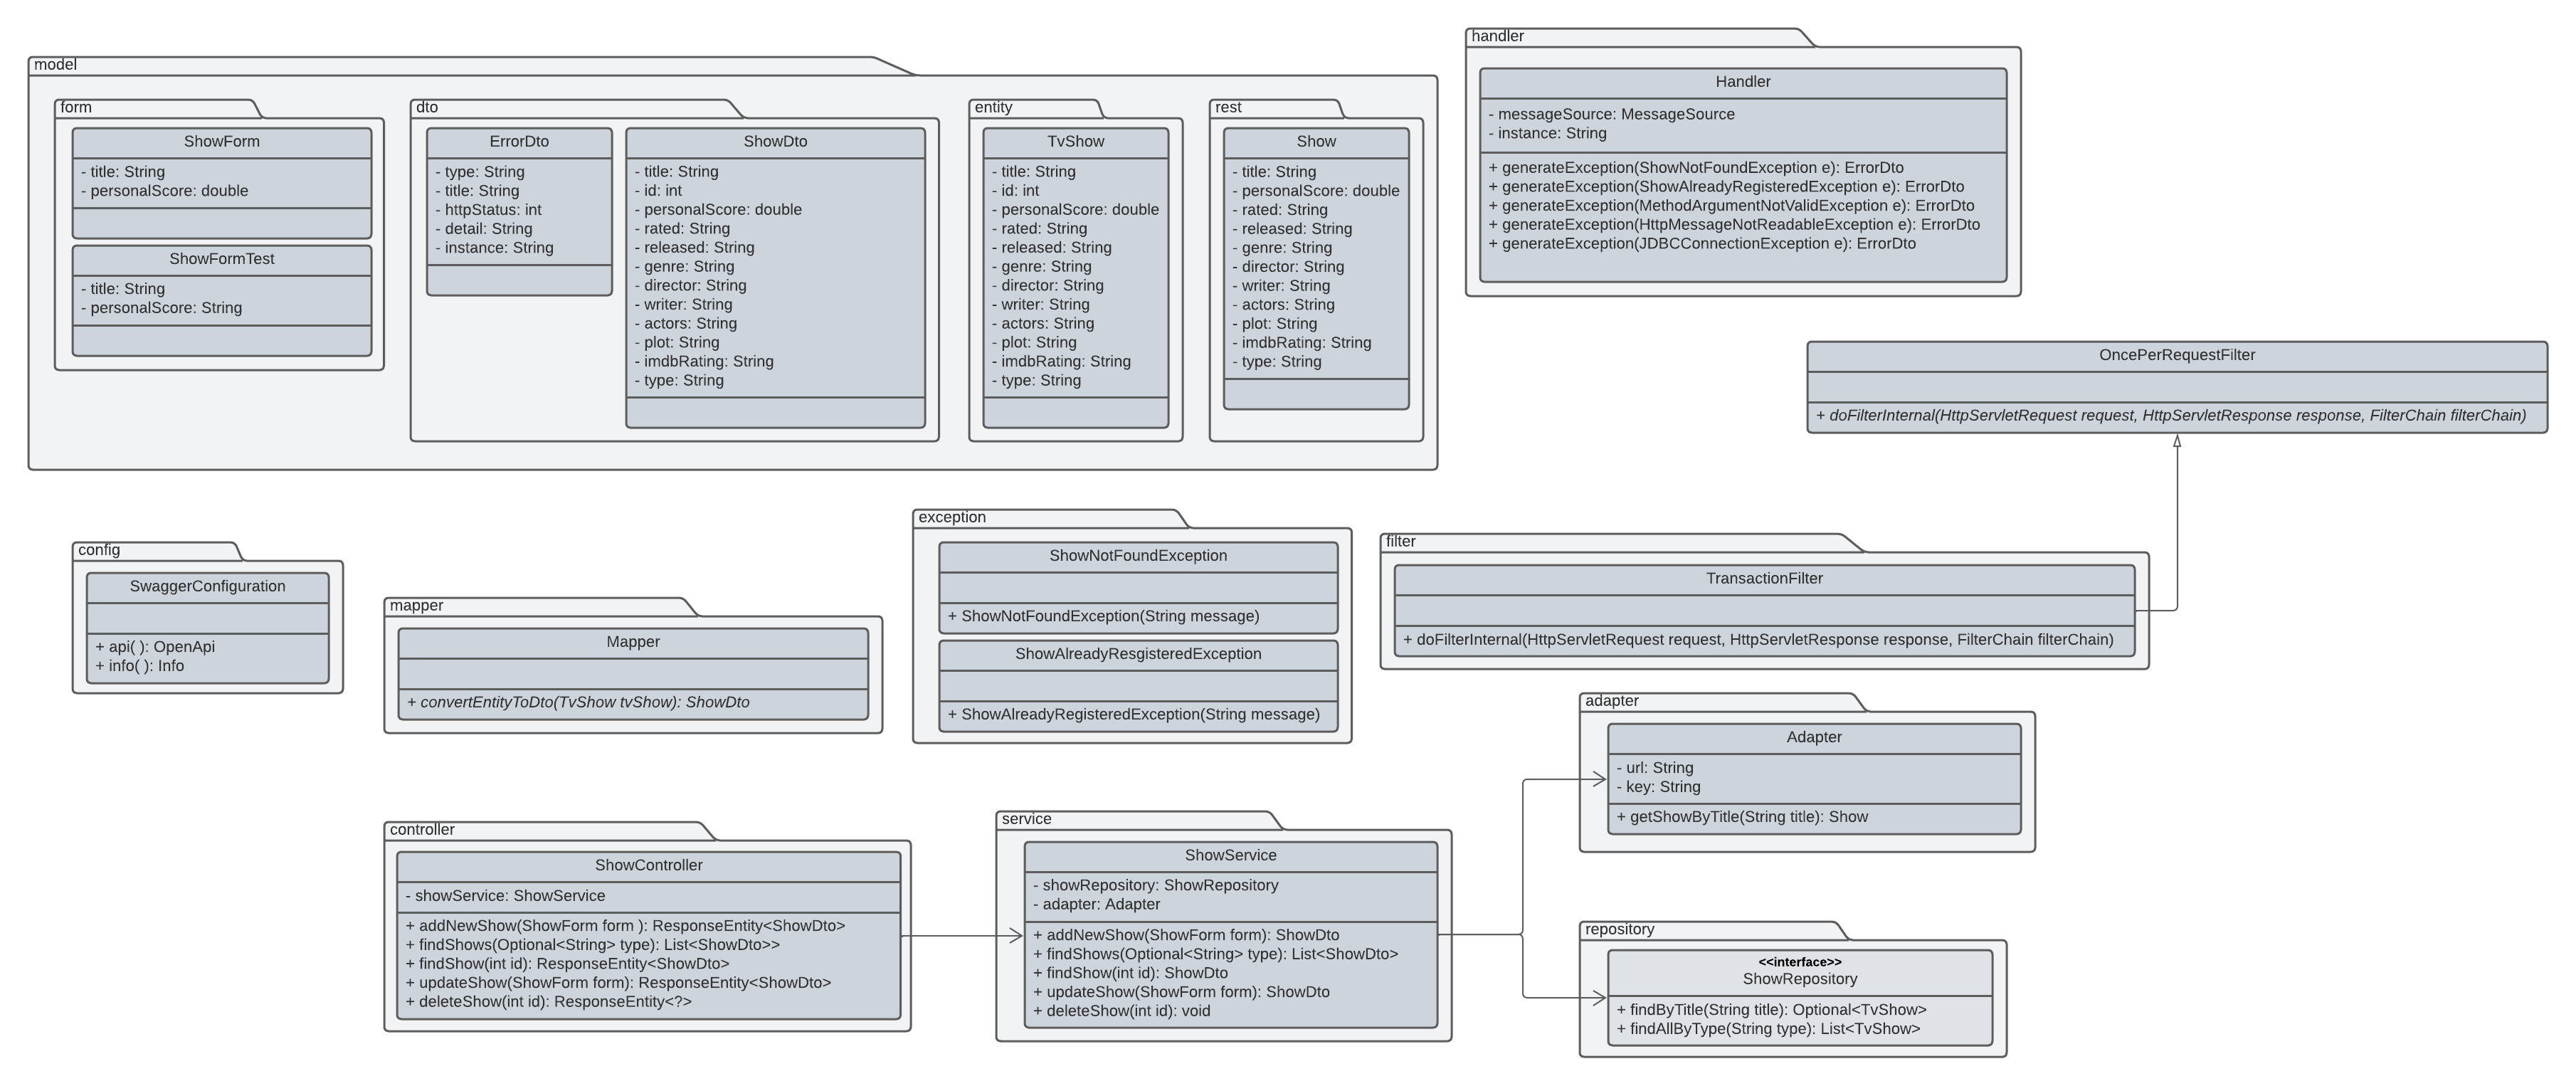 model
form
ShowForm
- title: String
- personalScore: double
ShowFormTest
- title: String
- personalScore: String
dto
ErrorDto
- type: String
- title: String
- httpStatus: int
- detail: String
- instance: String
ShowDto
- title: String
- id: int
- personalScore: double
- rated: String
- released: String
- genre: String
- director: String
- writer: String
- actors: String
- plot: String
- imdbRating: String
- type: String
entity
TvShow
- title: String
- id: int
- personalScore: double
- rated: String
- released: String
- genre: String
- director: String
- writer: String
- actors: String
- plot: String
- imdbRating: String
- type: String
rest
Show
- title: String
- personalScore: double
- rated: String
- released: String
- genre: String
- director: String
- writer: String
- actors: String
- plot: String
- imdbRating: String
- type: String
handler
Handler
- messageSource: MessageSource
- instance: String
+ generateException(ShowNotFoundException e): ErrorDto
+ generateException(ShowAlreadyRegisteredException e): ErrorDto
+ generateException(MethodArgumentNotValidException e): ErrorDto
+ generateException(HttpMessageNotReadableException e): ErrorDto
+ generateException(JDBCConnectionException e): ErrorDto
OncePerRequestFilter
+ doFilterInternal(HttpServletRequest request, HttpServletResponse response, FilterChain filterChain)
config
SwaggerConfiguration
+ api( ): OpenApi
+ info( ): Info
mapper
Mapper
+ convertEntityToDto(TvShow tvShow): ShowDto
exception
ShowNotFoundException
+ ShowNotFoundException(String message)
ShowAlreadyResgisteredException
+ ShowAlreadyRegisteredException(String message)
filter
TransactionFilter
+ doFilterInternal(HttpServletRequest request, HttpServletResponse response, FilterChain filterChain)
adapter
Adapter
- url: String
- key: String
+ getShowByTitle(String title): Show
controller
ShowController
- showService: ShowService
+ addNewShow(ShowForm form ): ResponseEntity<ShowDto>
+ findShows(Optional<String> type): List<ShowDto>>
+ findShow(int id): ResponseEntity<ShowDto>
+ updateShow(ShowForm form): ResponseEntity<ShowDto>
+ deleteShow(int id): ResponseEntity<?>
service
ShowService
- showRepository: ShowRepository
- adapter: Adapter
+ addNewShow(ShowForm form): ShowDto
+ findShows(Optional<String> type): List<ShowDto>
+ findShow(int id): ShowDto
+ updateShow(ShowForm form): ShowDto
+ deleteShow(int id): void
repository
<<interface>>
ShowRepository
+ findByTitle(String title): Optional<TvShow>
+ findAllByType(String type): List<TvShow>